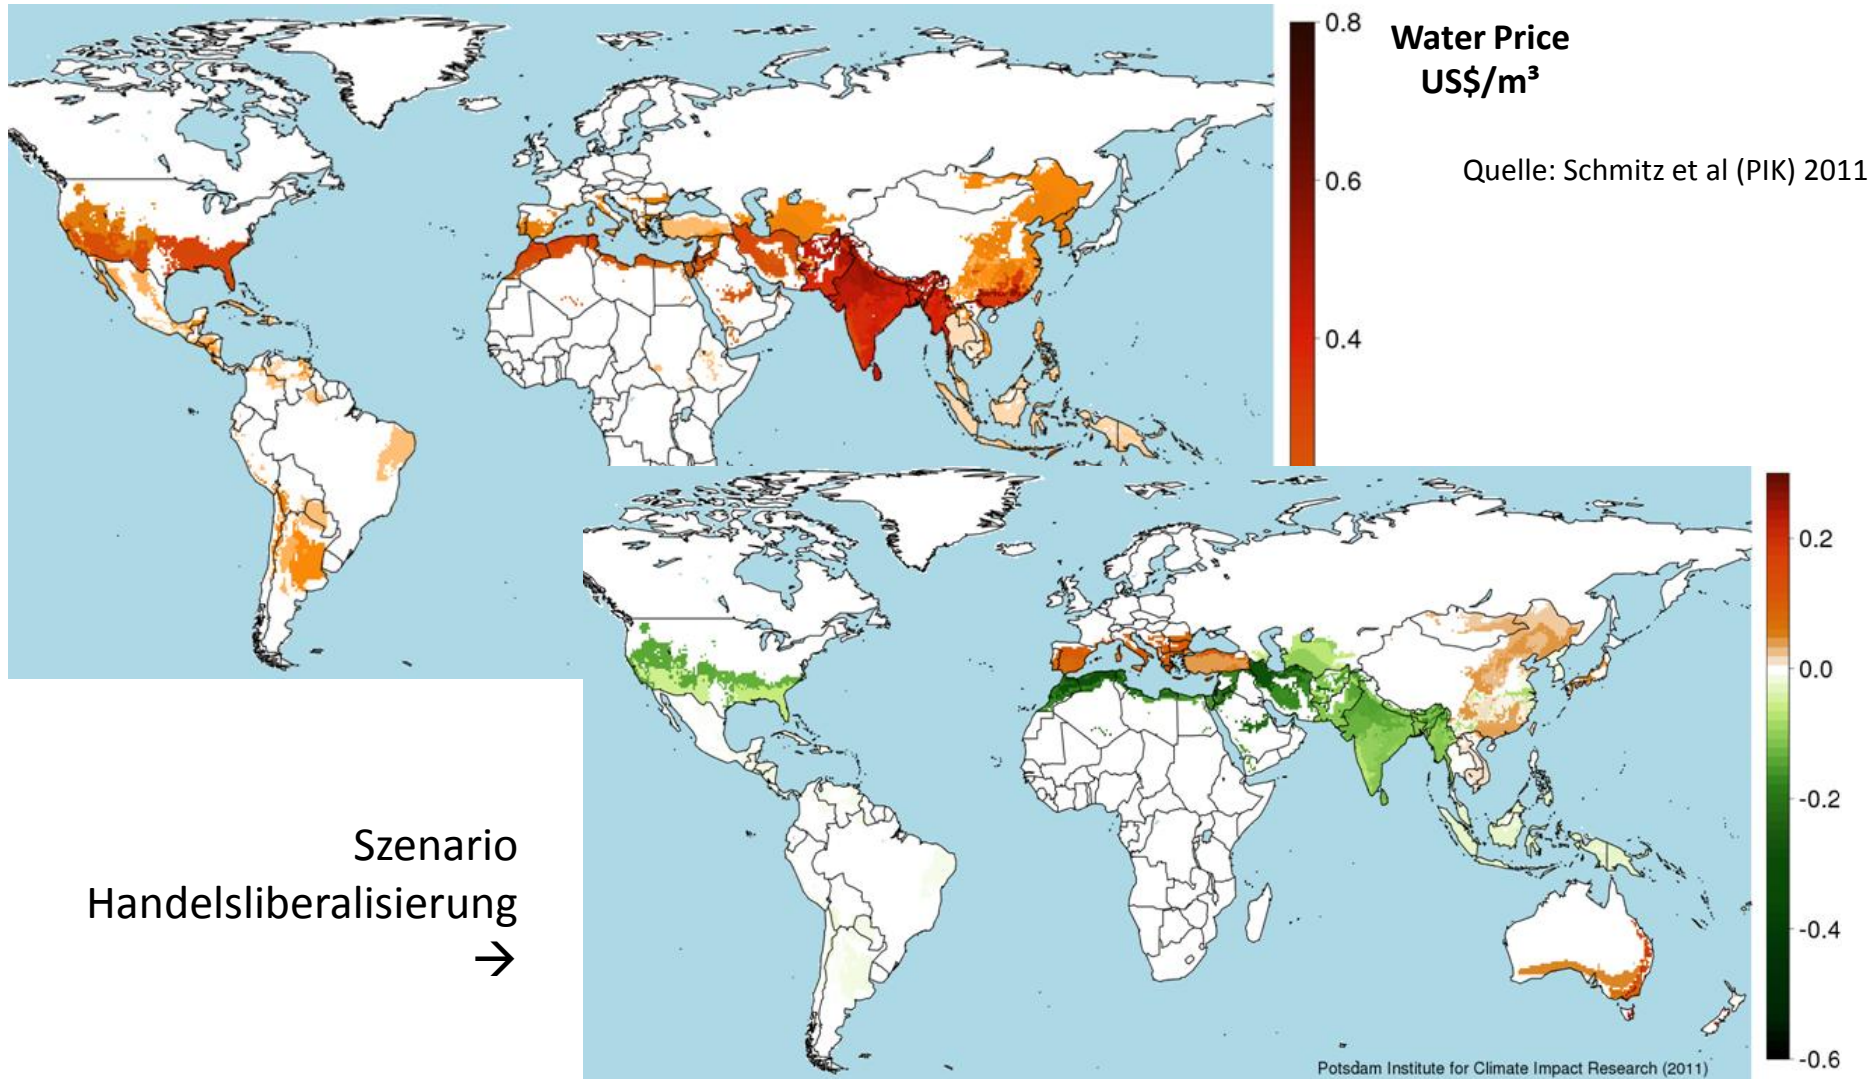 0.8
Water Price
US$/m³
Quelle: Schmitz et al (PIK) 2011
0.6
0.4
0.2
0.0
-0.2
Szenario
Handelsliberalisierung
→
-0.4
-0.6
Potsdam Institute for Climate Impact Research (2011)